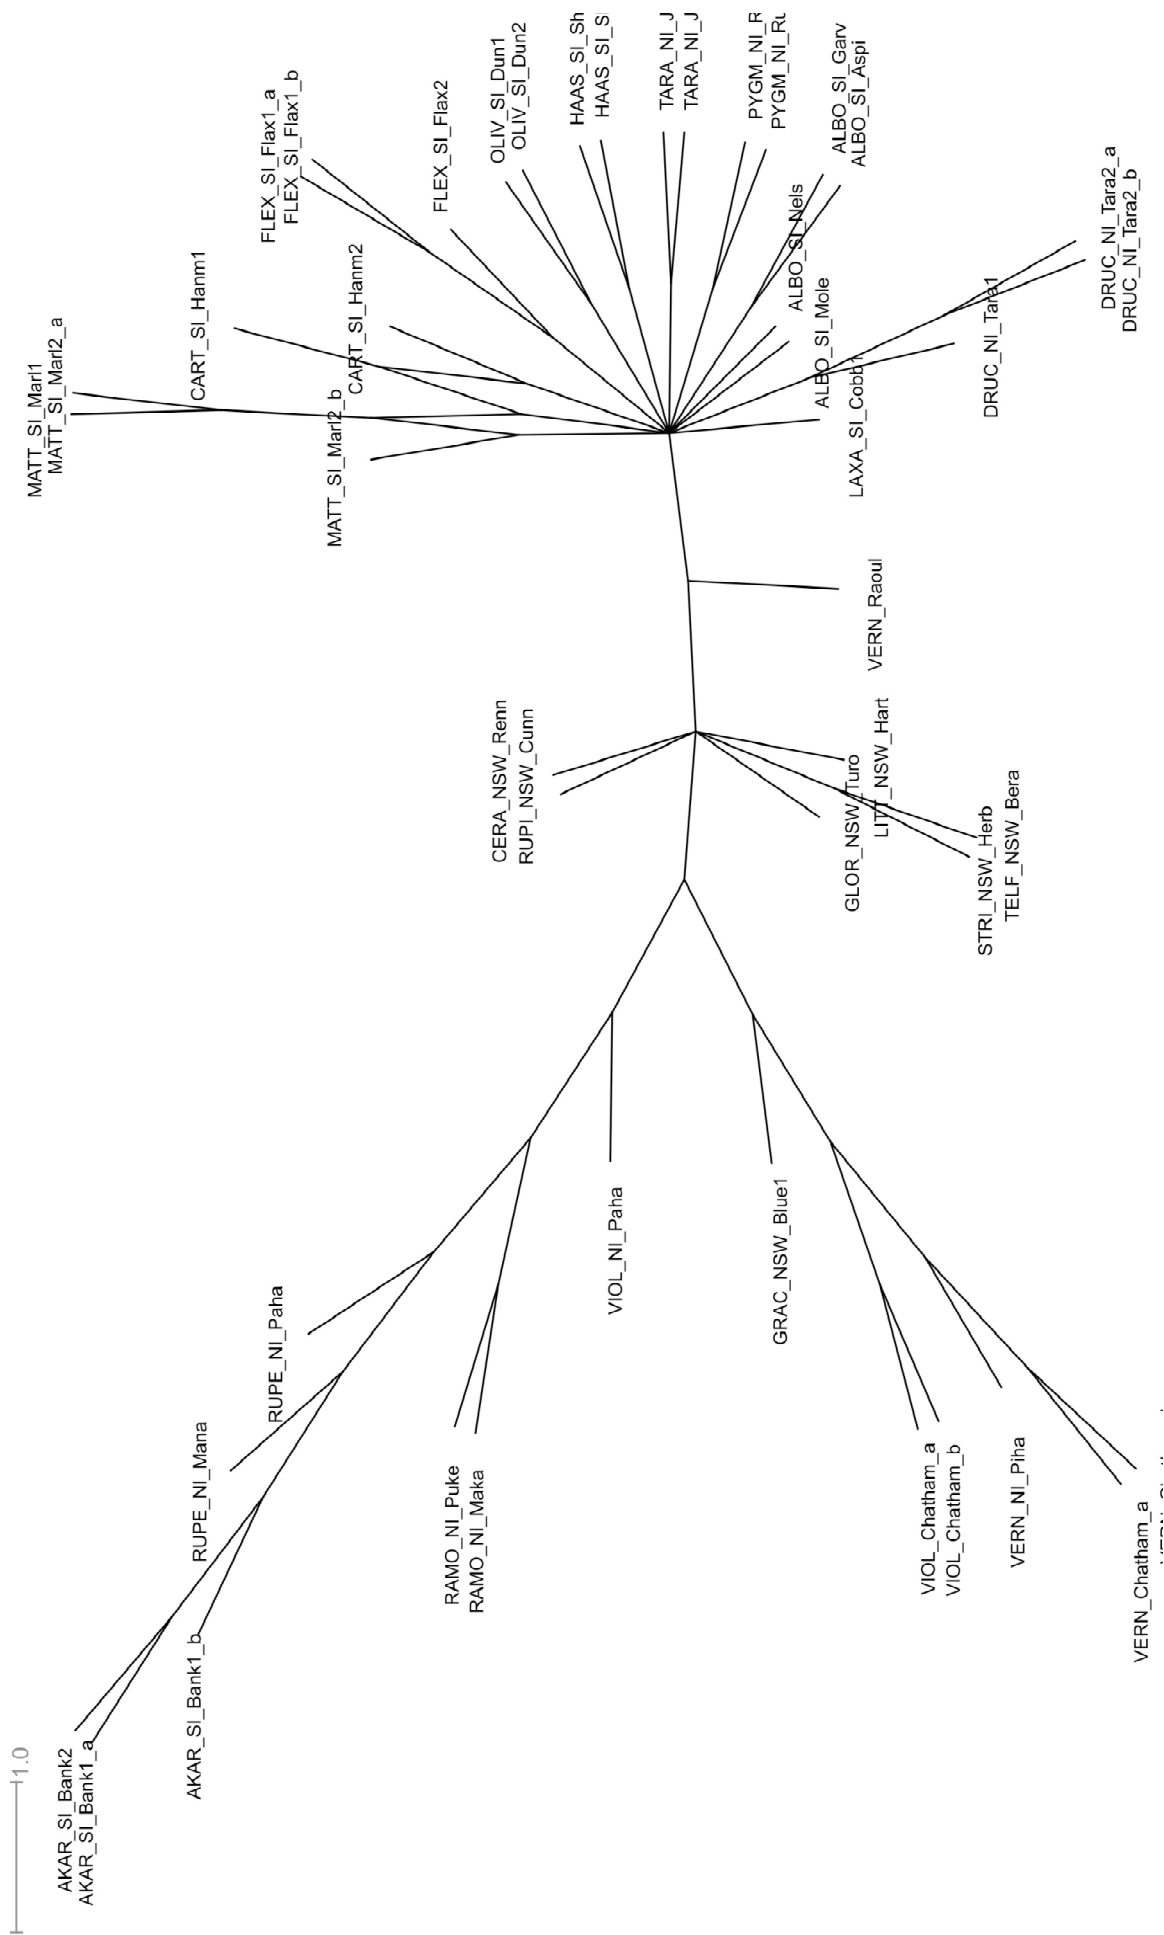 FLEX_SI_Flax1_a
FLEX_SI_Flax1_b
FLEX_SI_Flax2
OLIV_SI_Dun1
OLIV_SI_Dun2
HAAS_SI_Sh
HAAS_SI_S
TARA_NI_J
TARA_NI_J
PYGM_NI_R
PYGM_NI_Ru
ALBO_SI_Garv
ALBO_SI_Aspi
ALBO_SI_Nels
ALBO_SI_Mole
DRUC_NI_Tara2_a
DRUC_NI_Tara2_b
DRUC_NI_Tara1
LAXA_SI_Cobb1
CART_SI_Hanm1
CART_SI_Hanm2
MATT_SI_Marl1
MATT_SI_Marl2_a
MATT_SI_Marl2_b
VERN_Raoul
CERA_NSW_Renn
RUPI_NSW_Cunn
LITT_NSW_Hart
GLOR_NSW_Turo
STRI_NSW_Herb
TELF_NSW_Bera
VIOL_NI_Paha
GRAC_NSW_Blue1
RUPE_NI_Paha
RUPE_NI_Mana
RAMO_NI_Puke
RAMO_NI_Maka
VIOL_Chatham_a
VIOL_Chatham_b
VERN_NI_Piha
VERN_Chatham_a
AKAR_SI_Bank1_b
AKAR_SI_Bank2
AKAR_SI_Bank1_a
1.0